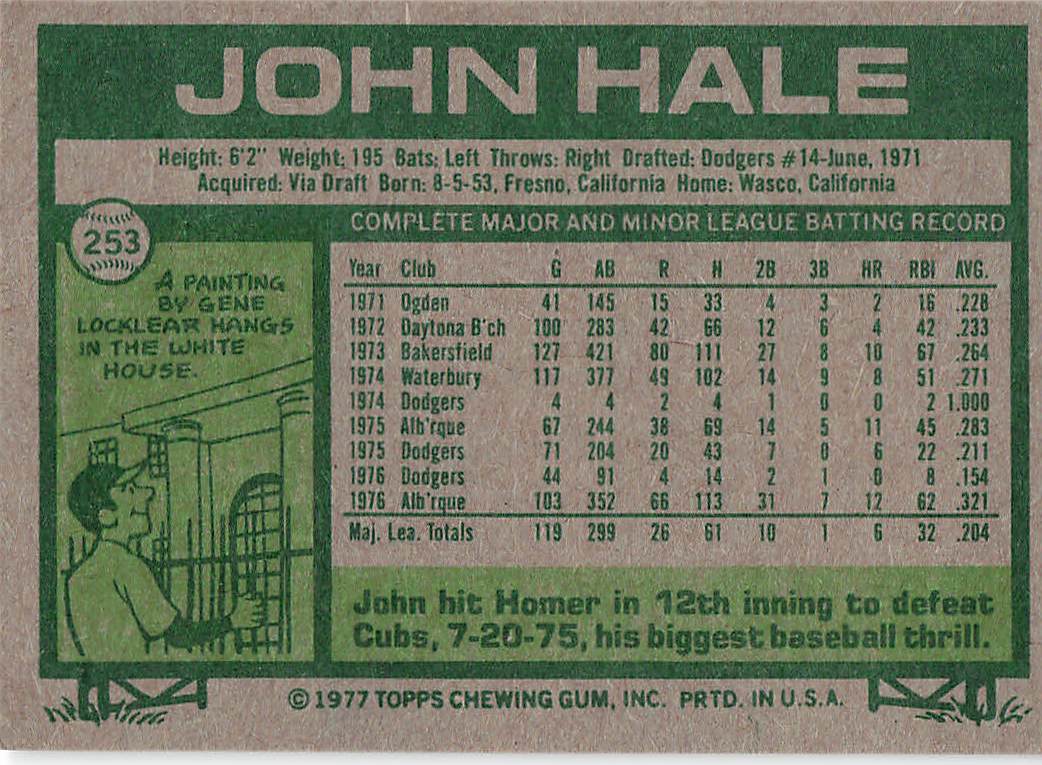 JOHN HALE
Height: 6'2" Weight: 195 Bats: Left Throws: Right Drafted: Dodgers #14-June, 1971
Acquired: Via Draft Born: 8-5-53, Fresno, California Home: Wasco, California
253
A PAINTING
BY GENE
LOCKLEAR HANGS
IN THE WHITE
HOUSE.
COMPLETE MAJOR AND MINOR LEAGUE BATTING RECORD
Year Club G AB R H 2B 3B HR RBI AVG.
1971 Ogden 41 145 15 33 4 3 2 16 .228
1972 Daytona B'ch 100 283 42 66 12 6 4 42 .233
1973 Bakersfield 127 421 80 111 27 8 10 67 .264
1974 Waterbury 117 377 49 102 14 9 8 51 .271
1974 Dodgers 4 4 2 4 1 0 0 2 1.000
1975 Alb'rque 67 244 38 69 14 5 11 45 .283
1975 Dodgers 71 204 20 43 7 0 6 22 .211
1976 Dodgers 44 91 4 14 2 1 0 8 .154
1976 Alb'rque 103 352 66 113 31 7 12 62 .321
Maj. Lea. Totals 119 299 26 61 10 1 6 32 .204
John hit Homer in 12th inning to defeat
Cubs, 7-20-75, his biggest baseball thrill.
© 1977 TOPPS CHEWING GUM, INC. PRTD. IN U.S.A.